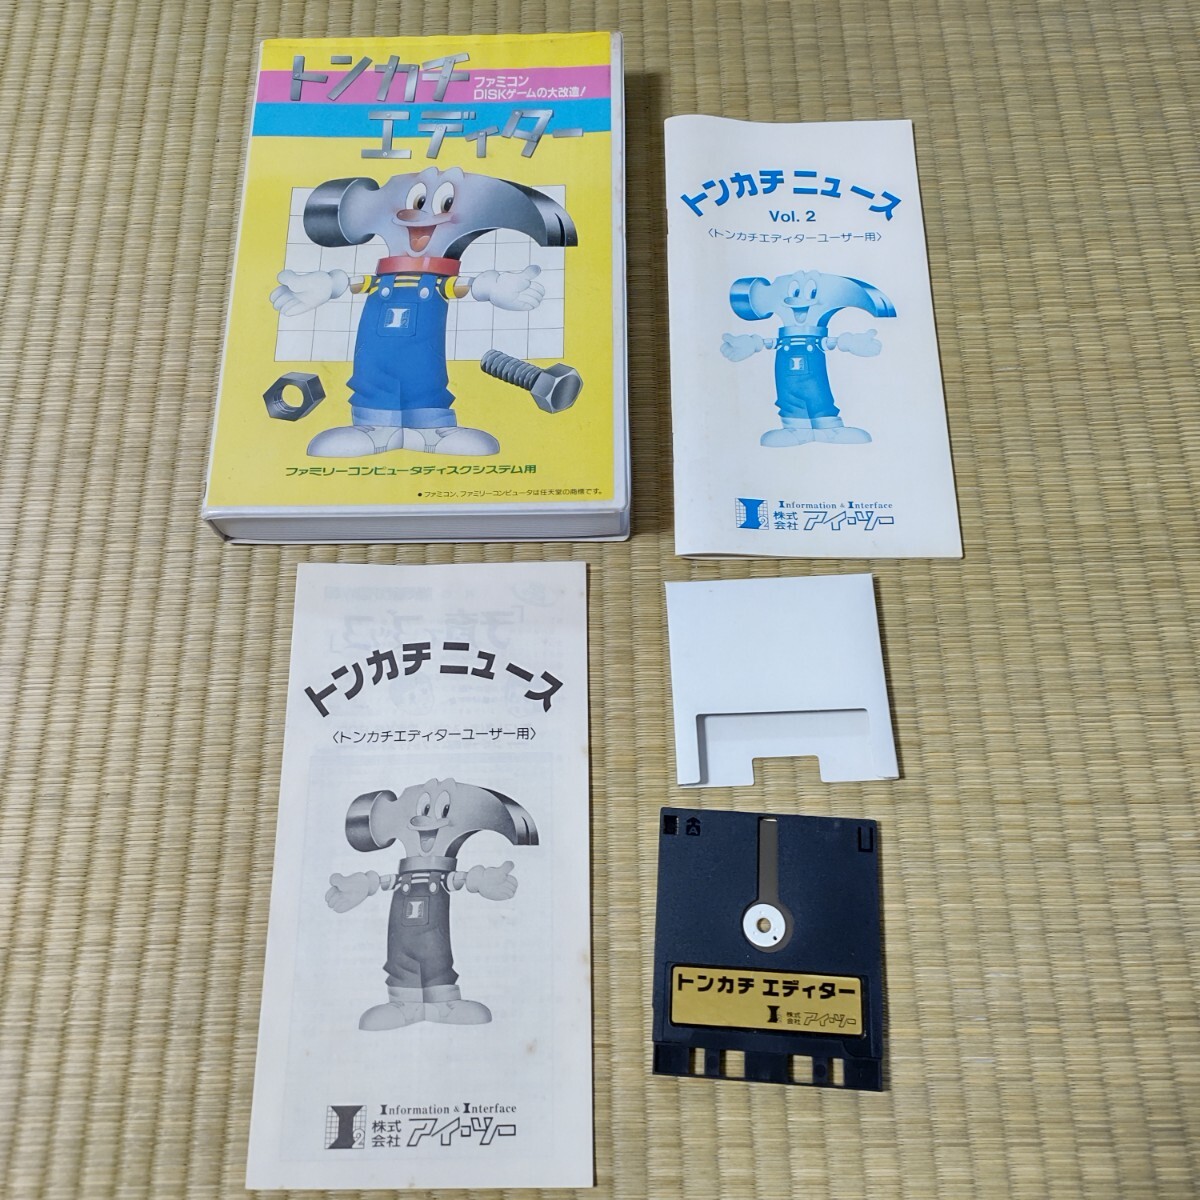 トンカチ
ファミコン
DISKゲームの大改造!
エディター
I2
ファミリーコンピュータディスクシステム用
●ファミコン、ファミリーコンピュータは任天堂の商標です。
トンカチニュース
Vol. 2
〈トンカチエディターユーザー用〉
I2
Information & Interface
I2 株式会社 アイ・ツー
トンカチニュース
〈トンカチエディターユーザー用〉
I2
Information & Interface
I2 株式会社 アイ・ツー
A
トンカチ エディター
I2 株式会社 アイ・ツー